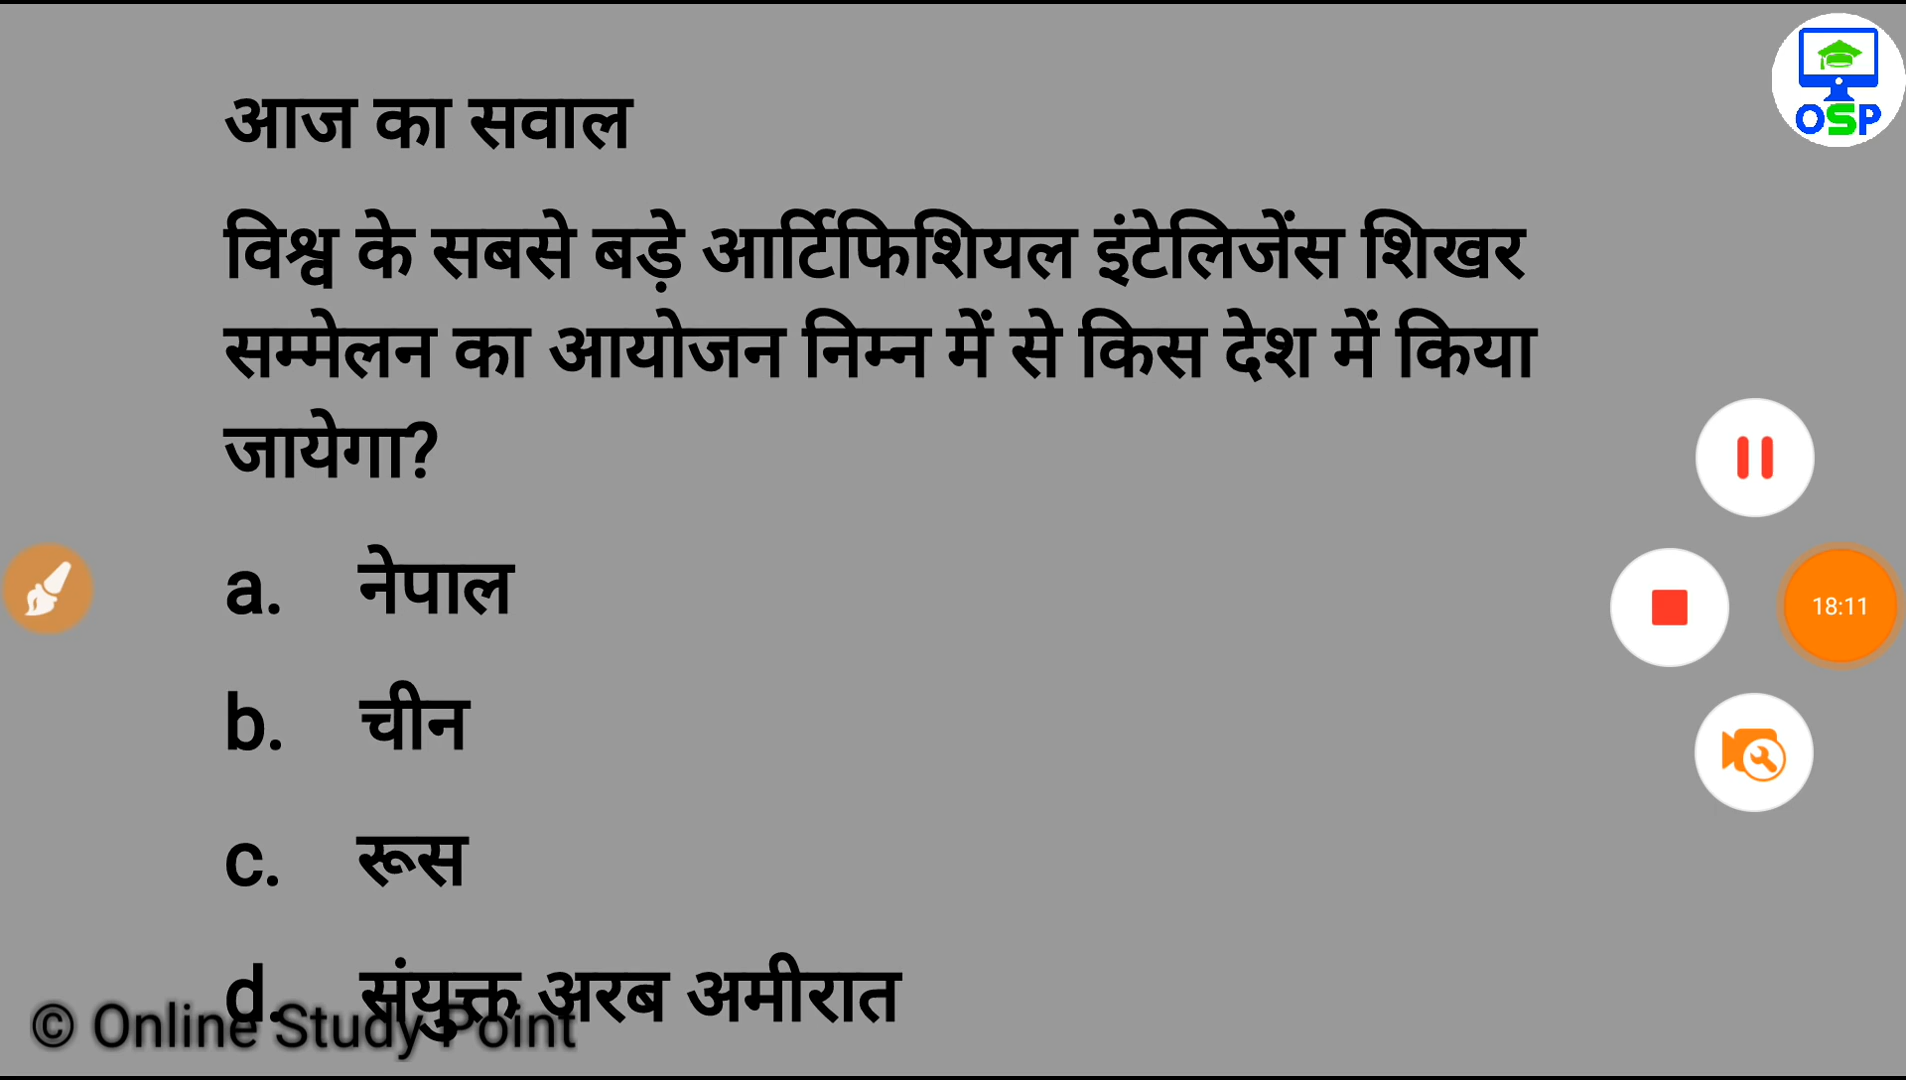 OSP
आज का सवाल
विश्व के सबसे बड़े आर्टिफिशियल इंटेलिजेंस शिखर
सम्मेलन का आयोजन निम्न में से किस देश में किया
जायेगा?
a. नेपाल
b. चीन
18:11
c. रूस
d. संयुक्त अरब अमीरात
© Online Study Point